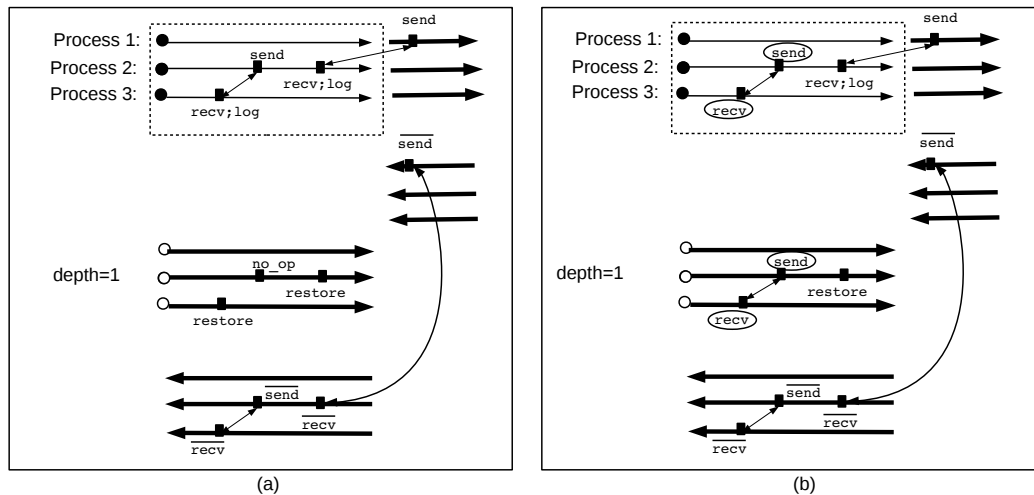 send
Process 1:
send
Process 2:
recv;log
Process 3:
recv;log
send
no_op
depth=1
restore
restore
send
recv
recv
(a)
send
Process 1:
send
Process 2:
recv;log
Process 3:
recv
send
send
depth=1
restore
recv
send
recv
recv
(b)